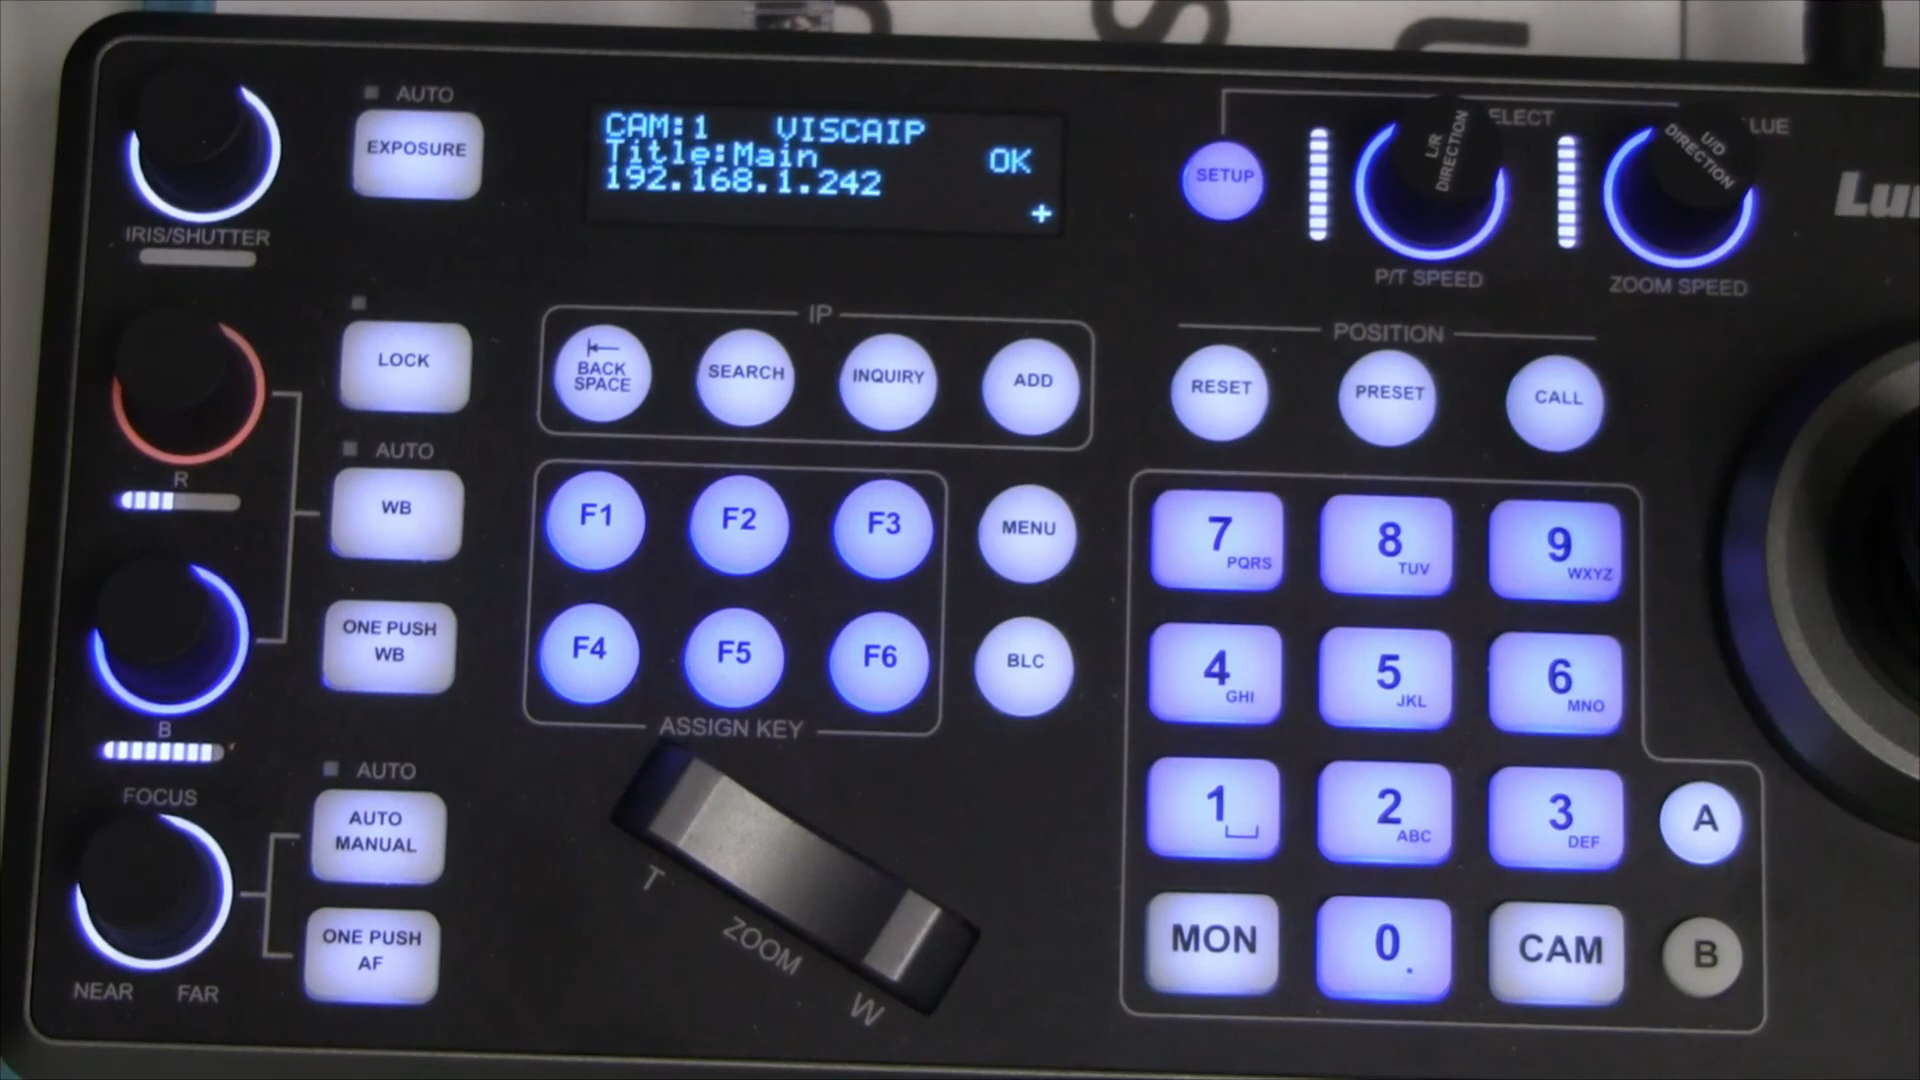 AUTO
EXPOSURE
IRIS/SHUTTER
CAM:1 VISCAIP
Title:Main
OK
192.168.1.242
+
SETUP
L/R
DIRECTION
P/T SPEED
U/D
DIRECTION
ZOOM SPEED
LOCK
R
AUTO
WB
ONE PUSH
WB
B
IP
BACK
SPACE
SEARCH
INQUIRY
ADD
POSITION
RESET
PRESET
CALL
F1
F2
F3
MENU
F4
F5
F6
BLC
ASSIGN KEY
7 PQRS
8 TUV
9 WXYZ
4 GHI
5 JKL
6 MNO
1
2 ABC
3 DEF
A
MON
0.
CAM
B
FOCUS
AUTO
AUTO
MANUAL
ONE PUSH
AF
NEAR FAR
T
ZOOM
W